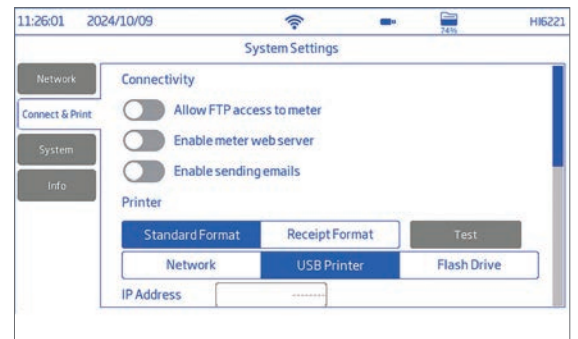 11:26:01 2024/10/09 74% HI6221
System Settings
Network
Connect & Print
System
Info
Connectivity
Allow FTP access to meter
Enable meter web server
Enable sending emails
Printer
Standard Format Receipt Format Test
Network USB Printer Flash Drive
IP Address --------